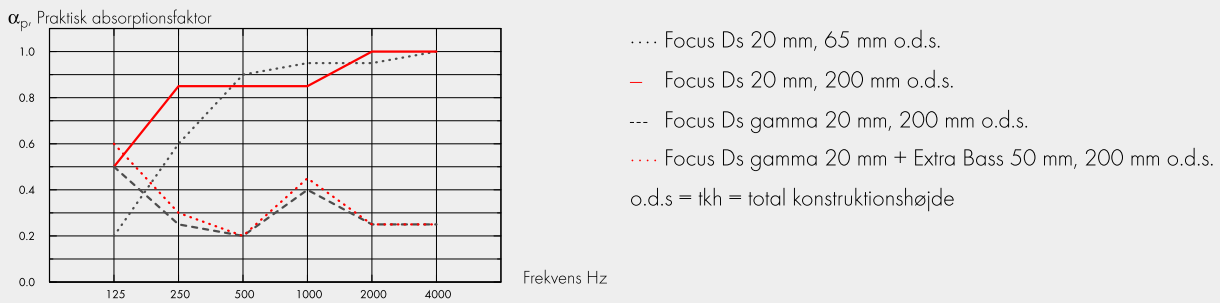 αp, Praktisk absorptionsfaktor
1.0
0.8
0.6
0.4
0.2
0.0
125 250 500 1000 2000 4000
Frekvens Hz
Focus Ds 20 mm, 65 mm o.d.s.
Focus Ds 20 mm, 200 mm o.d.s.
Focus Ds gamma 20 mm, 200 mm o.d.s.
Focus Ds gamma 20 mm + Extra Bass 50 mm, 200 mm o.d.s.
o.d.s = tkh = total konstruktionshøjde